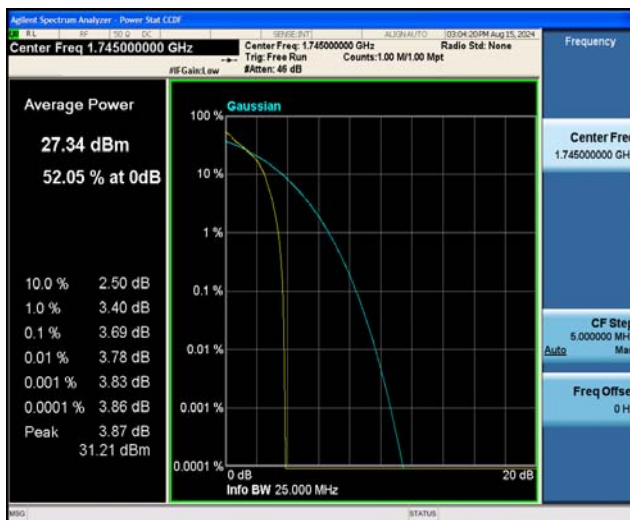 Agilent Spectrum Analyzer - Power Stat CCDF
RL RF 50 Ω DC SENSE:INT ALIGN AUTO 03:04:20 PM Aug 15, 2024
Center Freq 1.745000000 GHz
Center Freq: 1.745000000 GHz Radio Std: None
Trig: Free Run Counts:1.00 M/1.00 Mpt
#IFGain:Low #Atten: 46 dB
Average Power
27.34 dBm
52.05 % at 0dB
10.0 % 2.50 dB
1.0 % 3.40 dB
0.1 % 3.69 dB
0.01 % 3.78 dB
0.001 % 3.83 dB
0.0001 % 3.86 dB
Peak 3.87 dB
31.21 dBm
Gaussian
100 %
10 %
1 %
0.1 %
0.01 %
0.001 %
0.0001 %
0 dB 20 dB
Info BW 25.000 MHz
Frequency
Center Fre
1.745000000 GH
CF Ste
5.000000 MH
Auto Ma
Freq Offse
0 H
MSG STATUS